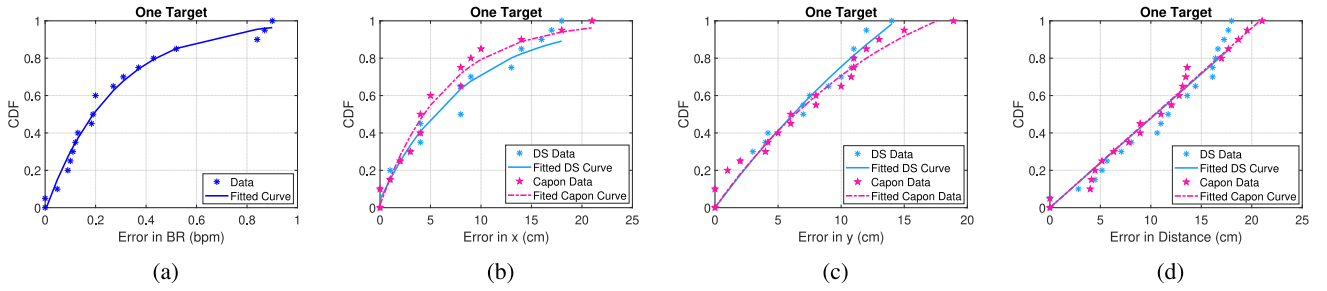 One Target
CDF
1
0.8
0.6
0.4
0.2
0
0 0.2 0.4 0.6 0.8 1
Error in BR (bpm)
Data
Fitted Curve
(a)
One Target
CDF
1
0.8
0.6
0.4
0.2
0
0 5 10 15 20 25
Error in x (cm)
DS Data
Fitted DS Curve
Capon Data
Fitted Capon Curve
(b)
One Target
CDF
1
0.8
0.6
0.4
0.2
0
0 5 10 15 20
Error in y (cm)
DS Data
Fitted DS Curve
Capon Data
Fitted Capon Data
(c)
One Target
CDF
1
0.8
0.6
0.4
0.2
0
0 5 10 15 20 25
Error in Distance (cm)
DS Data
Fitted DS Curve
Capon Data
Fitted Capon Curve
(d)